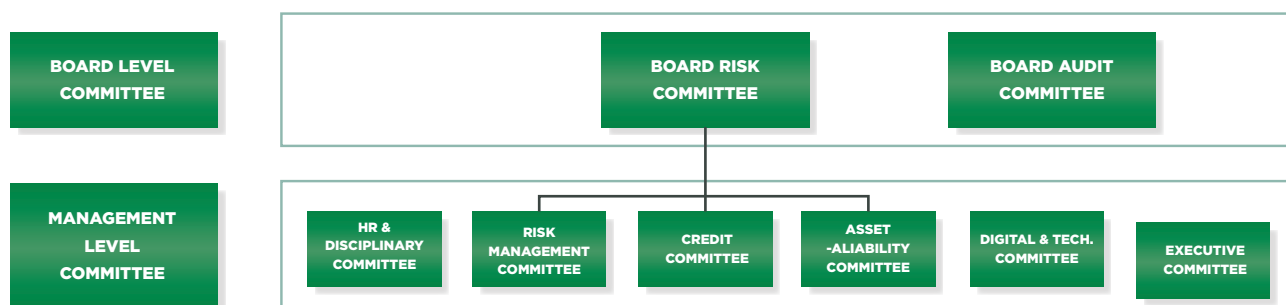 BOARD LEVEL
COMMITTEE
BOARD RISK
COMMITTEE
BOARD AUDIT
COMMITTEE
MANAGEMENT
LEVEL
COMMITTEE
HR &
DISCIPLINARY
COMMITTEE
RISK
MANAGEMENT
COMMITTEE
CREDIT
COMMITTEE
ASSET
-ALIABILITY
COMMITTEE
DIGITAL & TECH.
COMMITTEE
EXECUTIVE
COMMITTEE